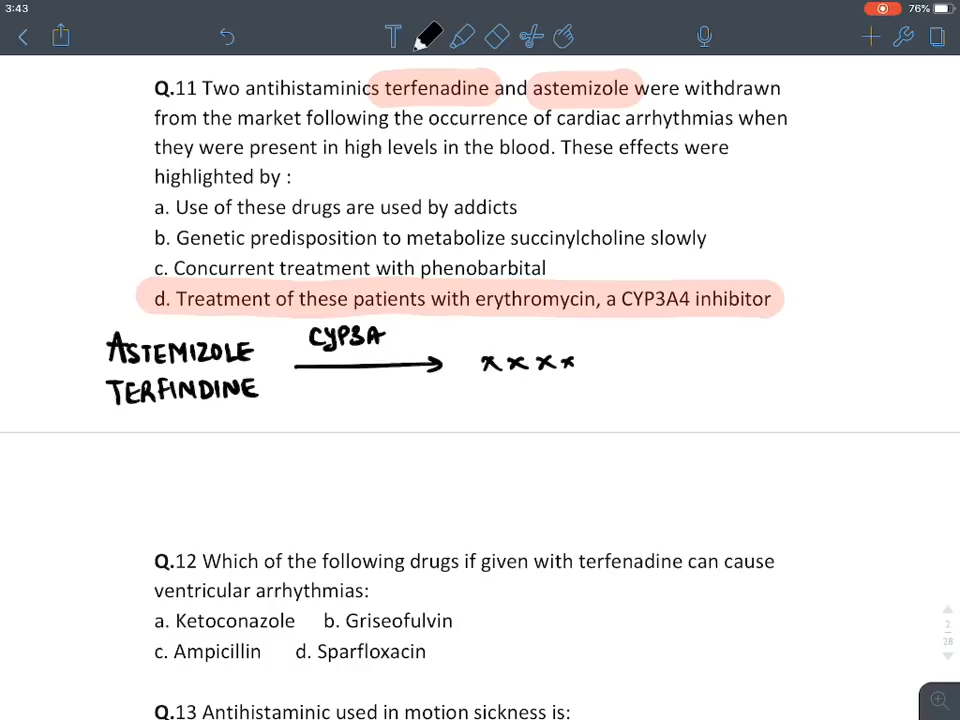 3:43
76%
T
Q.11 Two antihistaminics terfenadine and astemizole were withdrawn
from the market following the occurrence of cardiac arrhythmias when
they were present in high levels in the blood. These effects were
highlighted by :
a. Use of these drugs are used by addicts
b. Genetic predisposition to metabolize succinylcholine slowly
c. Concurrent treatment with phenobarbital
d. Treatment of these patients with erythromycin, a CYP3A4 inhibitor
CYP3A
ASTEMIZOLE
x x x x
TERFINDINE
Q.12 Which of the following drugs if given with terfenadine can cause
ventricular arrhythmias:
a. Ketoconazole b. Griseofulvin
c. Ampicillin d. Sparfloxacin
2
28
Q.13 Antihistaminic used in motion sickness is: